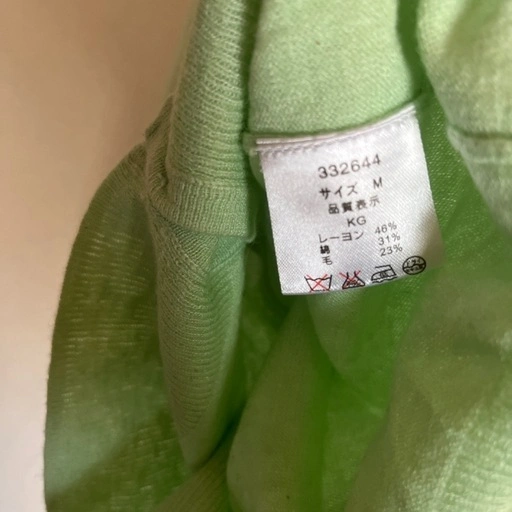 332644
サイズ M
品質表示
KG
レーヨン 46%
綿 31%
毛 23%